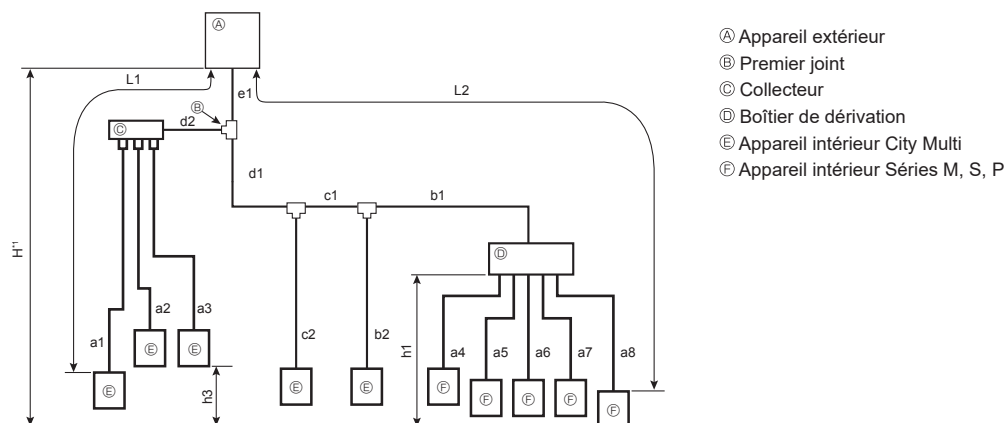 Ⓐ
L1
L2
e1
Ⓑ
Ⓒ
d2
d1
c1
b1
H*1
Ⓓ
a1
a2
a3
c2
b2
h1
a4
a5
a6
a7
a8
h3
Ⓔ
Ⓔ
Ⓔ
Ⓔ
Ⓔ
Ⓕ
Ⓕ
Ⓕ
Ⓕ
Ⓕ
Ⓐ Appareil extérieur
Ⓑ Premier joint
Ⓒ Collecteur
Ⓓ Boîtier de dérivation
Ⓔ Appareil intérieur City Multi
Ⓕ Appareil intérieur Séries M, S, P